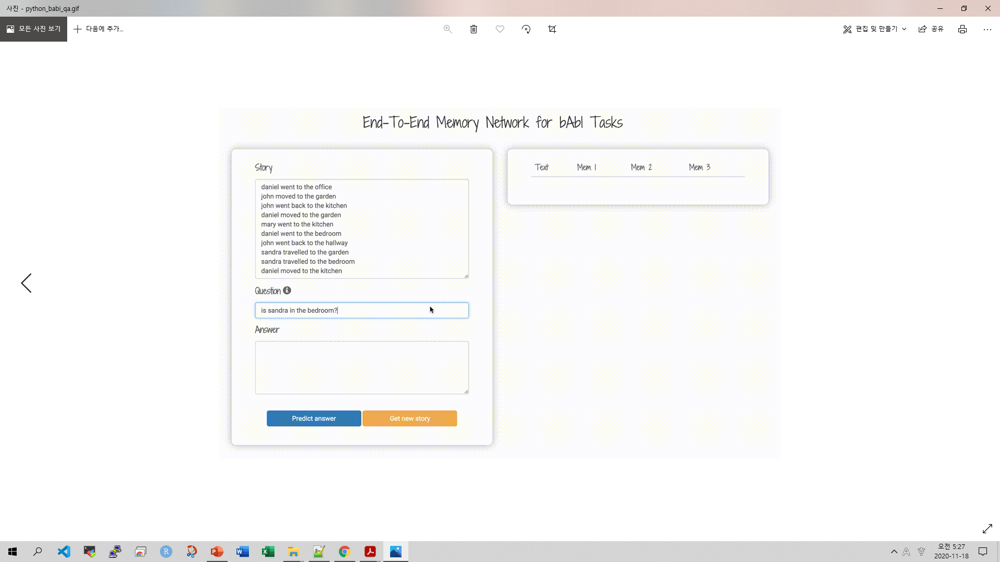 사진 - python_babi_qa.gif
모든 사진 보기
다음에 추가...
편집 및 만들기
공유
End-To-End Memory Network for bAbI Tasks
Story
daniel went to the office
john moved to the garden
john went back to the kitchen
daniel moved to the garden
mary went to the kitchen
daniel went to the bedroom
john went back to the hallway
sandra travelled to the garden
sandra travelled to the bedroom
daniel moved to the kitchen
Question
is sandra in the bedroom?
Answer
Predict answer
Get new story
Text Mem 1 Mem 2 Mem 3
A
오전 5:27
2020-11-18